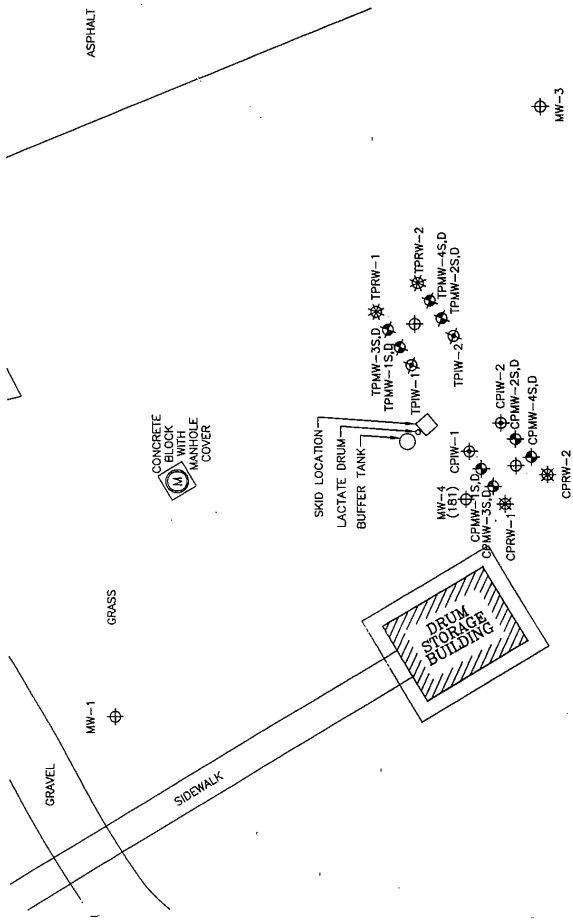 ASPHALT
MW-3
TPRW-1
TPRW-2
TPMW-3S,D
TPMW-4S,D
TPMW-1S,D
TPMW-2S,D
TPIW-1
TPIW-2
CONCRETE
BLOCK
WITH
MANHOLE
COVER
M
SKID LOCATION
LACTATE DRUM
BUFFER TANK
CPIW-2
CPIW-1
CPMW-2S,D
CPMW-4S,D
MW-4
(181)
CPMW-1S,D
CPMW-3S,D
CPRW-1
CPRW-2
GRASS
DRUM
STORAGE
BUILDING
MW-1
GRAVEL
SIDEWALK